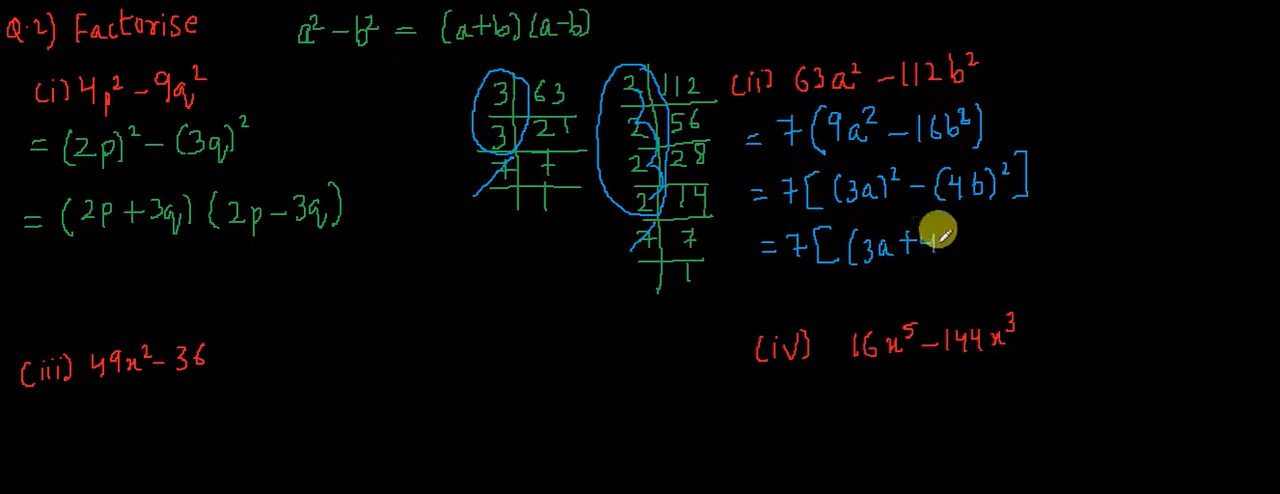 Q.2) Factorise
a² - b² = (a+b) (a-b)
(i) 4p² - 9q²
= (2p)² - (3q)²
= (2p + 3q) (2p - 3q)
3 | 63
3 | 21
7 | 7
| 1
2 | 112
2 | 56
2 | 28
2 | 14
7 | 7
| 1
(ii) 63a² - 112b²
= 7 (9a² - 16b²)
= 7 [ (3a)² - (4b)² ]
= 7 [ (3a + 4
(iii) 49x² - 36
(iv) 16x⁵ - 144x³